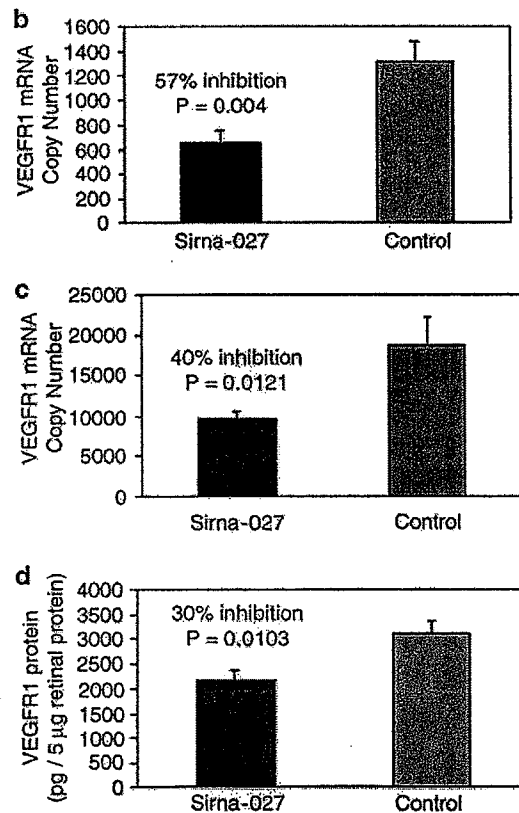 b
VEGFR1 mRNA
Copy Number
1600
1400
1200
1000
800
600
400
200
0
57% inhibition
P = 0.004
Sirna-027
Control
c
VEGFR1 mRNA
Copy Number
25000
20000
15000
10000
5000
0
40% inhibition
P = 0.0121
Sirna-027
Control
d
VEGFR1 protein
(pg / 5 µg retinal protein)
4000
3500
3000
2500
2000
1500
1000
500
0
30% inhibition
P = 0.0103
Sirna-027
Control